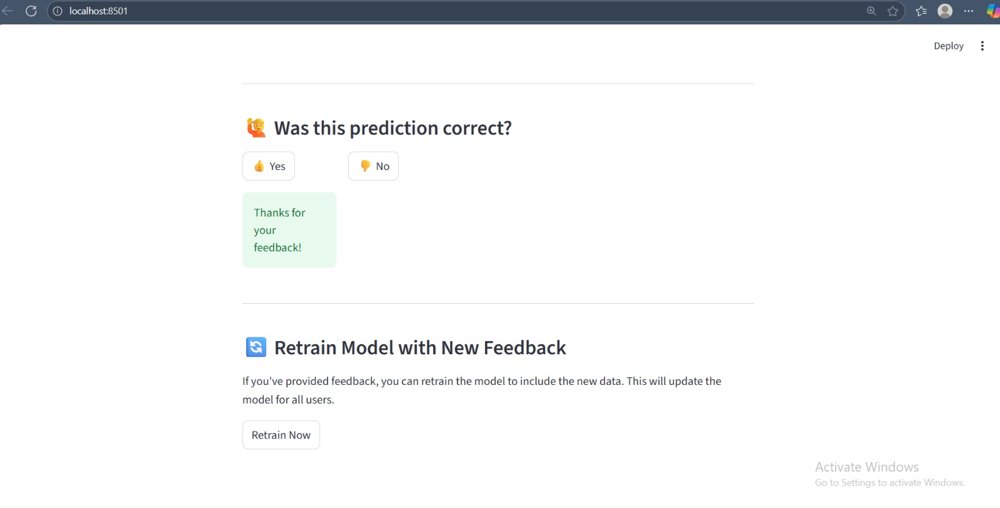 localhost:8501
Deploy
Was this prediction correct?
Yes
No
Thanks for
your
feedback!
Retrain Model with New Feedback
If you've provided feedback, you can retrain the model to include the new data. This will update the
model for all users.
Retrain Now
Activate Windows
Go to Settings to activate Windows.